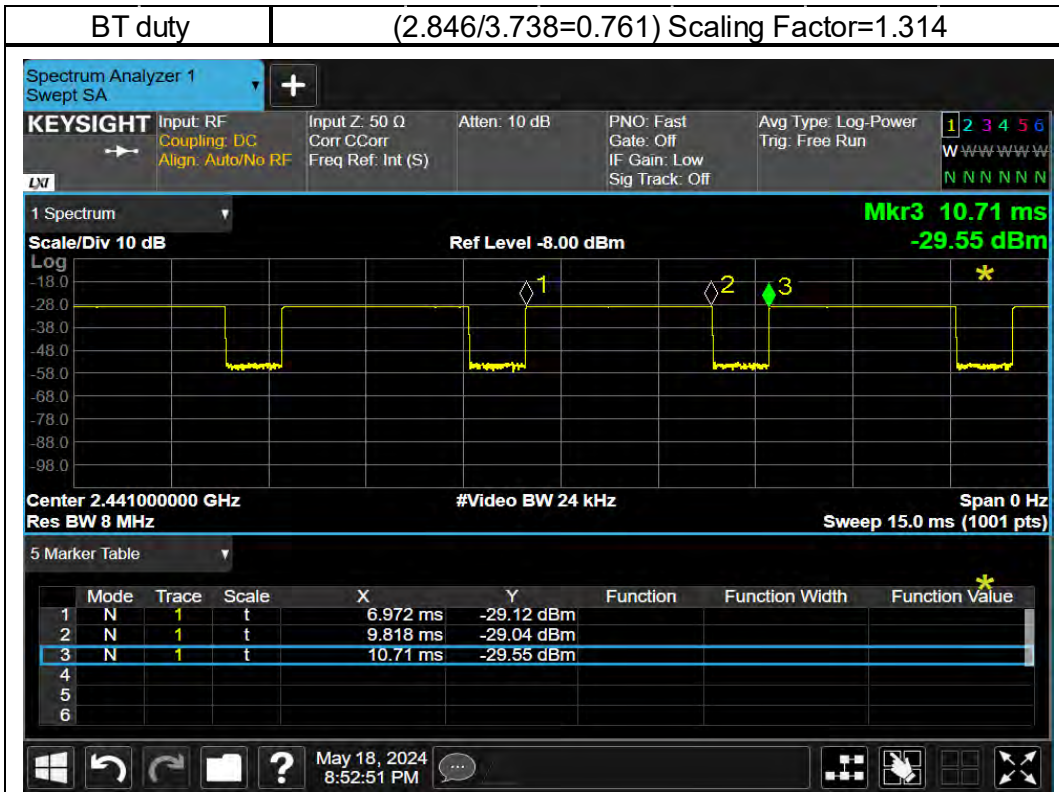 BT duty (2.846/3.738=0.761) Scaling Factor=1.314
Spectrum Analyzer 1
Swept SA
+
KEYSIGHT Input: RF Input Z: 50 Ω Atten: 10 dB PNO: Fast Avg Type: Log-Power 1 2 3 4 5 6
Coupling: DC Corr CCorr Gate: Off Trig: Free Run W W W W W W
Align: Auto/No RF Freq Ref: Int (S) IF Gain: Low
LXI Sig Track: Off N N N N N N
1 Spectrum Mkr3 10.71 ms
Scale/Div 10 dB Ref Level -8.00 dBm -29.55 dBm
Log
-18.0
1 2 3
-28.0
-38.0
-48.0
-58.0
-68.0
-78.0
-88.0
-98.0
Center 2.441000000 GHz #Video BW 24 kHz Span 0 Hz
Res BW 8 MHz Sweep 15.0 ms (1001 pts)
5 Marker Table
Mode Trace Scale X Y Function Function Width Function Value
1 N 1 t 6.972 ms -29.12 dBm
2 N 1 t 9.818 ms -29.04 dBm
3 N 1 t 10.71 ms -29.55 dBm
4
5
6
? May 18, 2024
8:52:51 PM